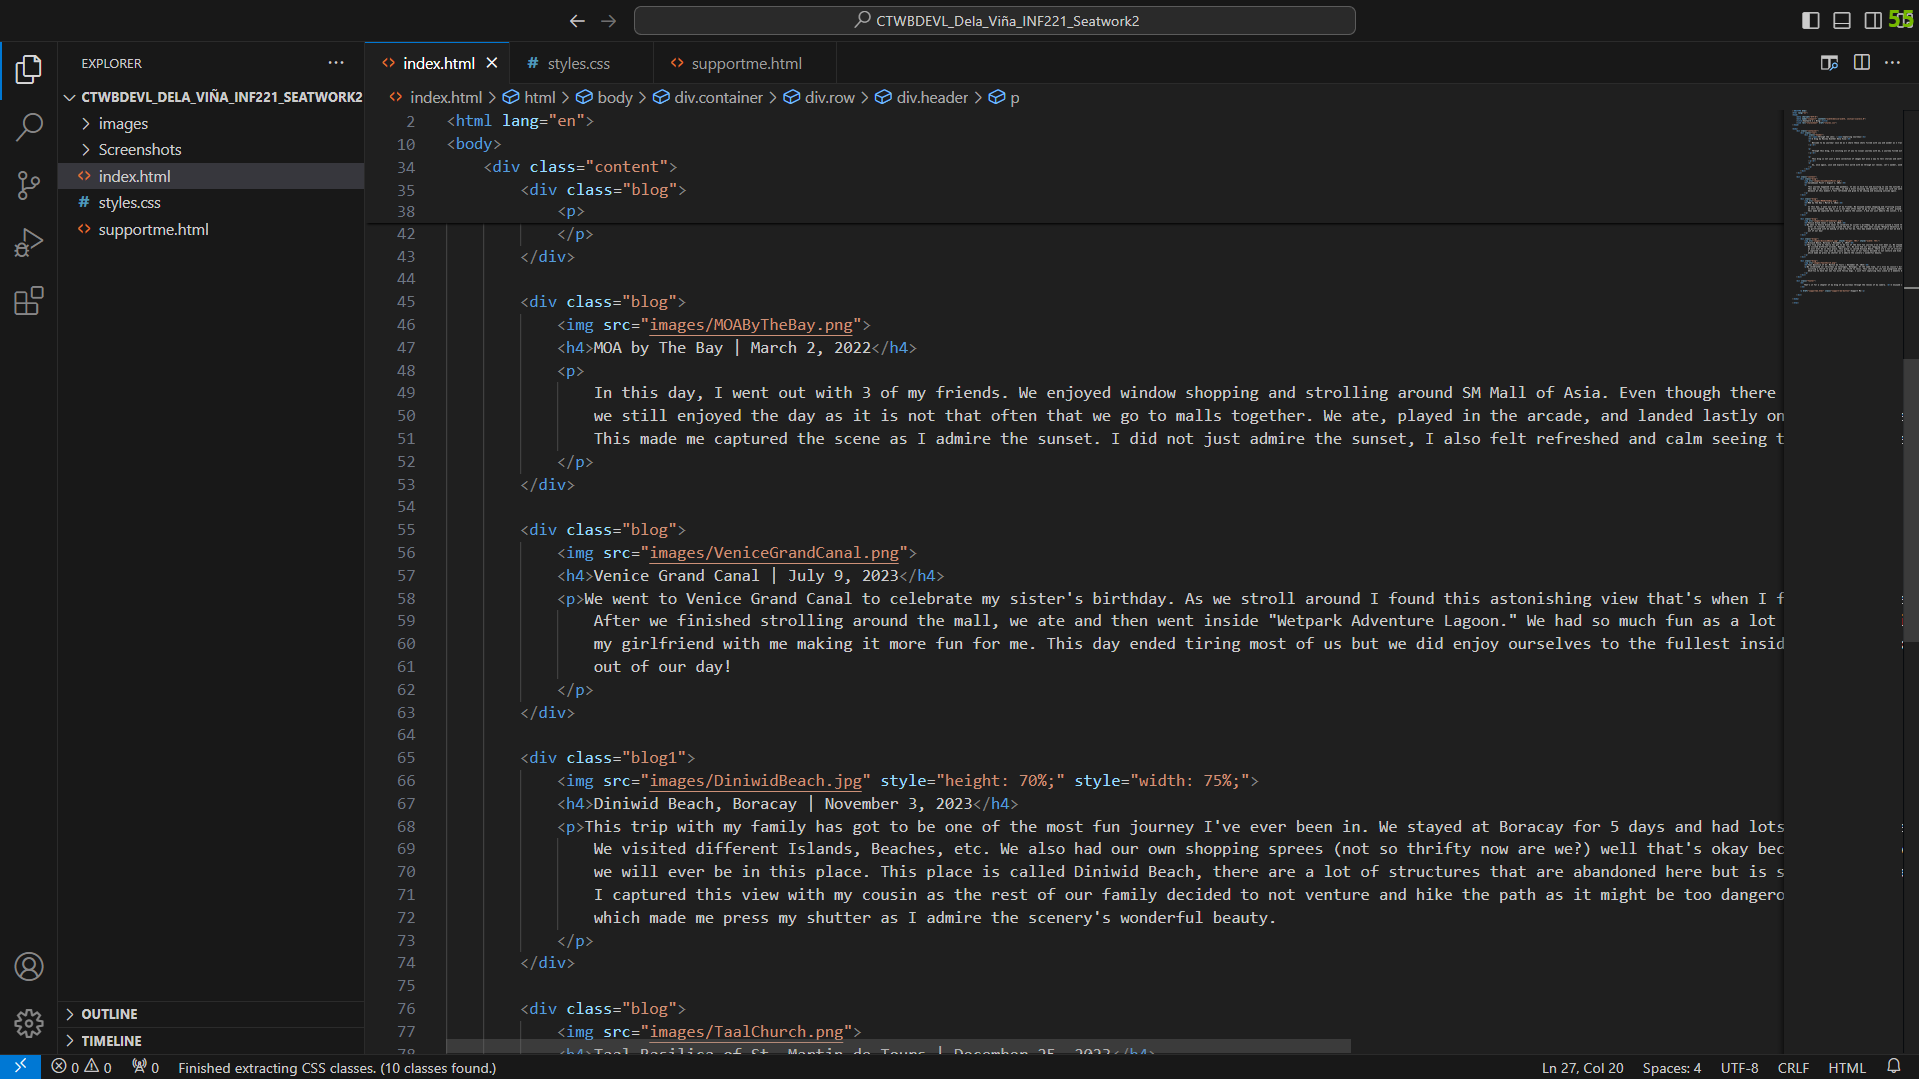 CTWBDEVL_Dela_Viña_INF221_Seatwork2
55
EXPLORER
CTWBDEVL_DELA_VIÑA_INF221_SEATWORK2
images
Screenshots
index.html
styles.css
supportme.html
OUTLINE
TIMELINE
index.html
styles.css
supportme.html
index.html > html > body > div.container > div.row > div.header > p
2 <html lang="en">
10 <body>
34 <div class="content">
35 <div class="blog">
38 <p>
42 </p>
43 </div>
44
45 <div class="blog">
46 <img src="images/MOAByTheBay.png">
47 <h4>MOA by The Bay | March 2, 2022</h4>
48 <p>
49 In this day, I went out with 3 of my friends. We enjoyed window shopping and strolling around SM Mall of Asia. Even though there
50 we still enjoyed the day as it is not that often that we go to malls together. We ate, played in the arcade, and landed lastly on
51 This made me captured the scene as I admire the sunset. I did not just admire the sunset, I also felt refreshed and calm seeing t
52 </p>
53 </div>
54
55 <div class="blog">
56 <img src="images/VeniceGrandCanal.png">
57 <h4>Venice Grand Canal | July 9, 2023</h4>
58 <p>We went to Venice Grand Canal to celebrate my sister's birthday. As we stroll around I found this astonishing view that's when I f
59 After we finished strolling around the mall, we ate and then went inside "Wetpark Adventure Lagoon." We had so much fun as a lot
60 my girlfriend with me making it more fun for me. This day ended tiring most of us but we did enjoy ourselves to the fullest insid
61 out of our day!
62 </p>
63 </div>
64
65 <div class="blog1">
66 <img src="images/DiniwidBeach.jpg" style="height: 70%;" style="width: 75%;">
67 <h4>Diniwid Beach, Boracay | November 3, 2023</h4>
68 <p>This trip with my family has got to be one of the most fun journey I've ever been in. We stayed at Boracay for 5 days and had lots
69 We visited different Islands, Beaches, etc. We also had our own shopping sprees (not so thrifty now are we?) well that's okay bec
70 we will ever be in this place. This place is called Diniwid Beach, there are a lot of structures that are abandoned here but is s
71 I captured this view with my cousin as the rest of our family decided to not venture and hike the path as it might be too dangero
72 which made me press my shutter as I admire the scenery's wonderful beauty.
73 </p>
74 </div>
75
76 <div class="blog">
77 <img src="images/TaalChurch.png">
78 <h4>Taal Basilica of St. Martin de Tours | December 25, 2023</h4>
0 0 0 Finished extracting CSS classes. (10 classes found.) Ln 27, Col 20 Spaces: 4 UTF-8 CRLF HTML